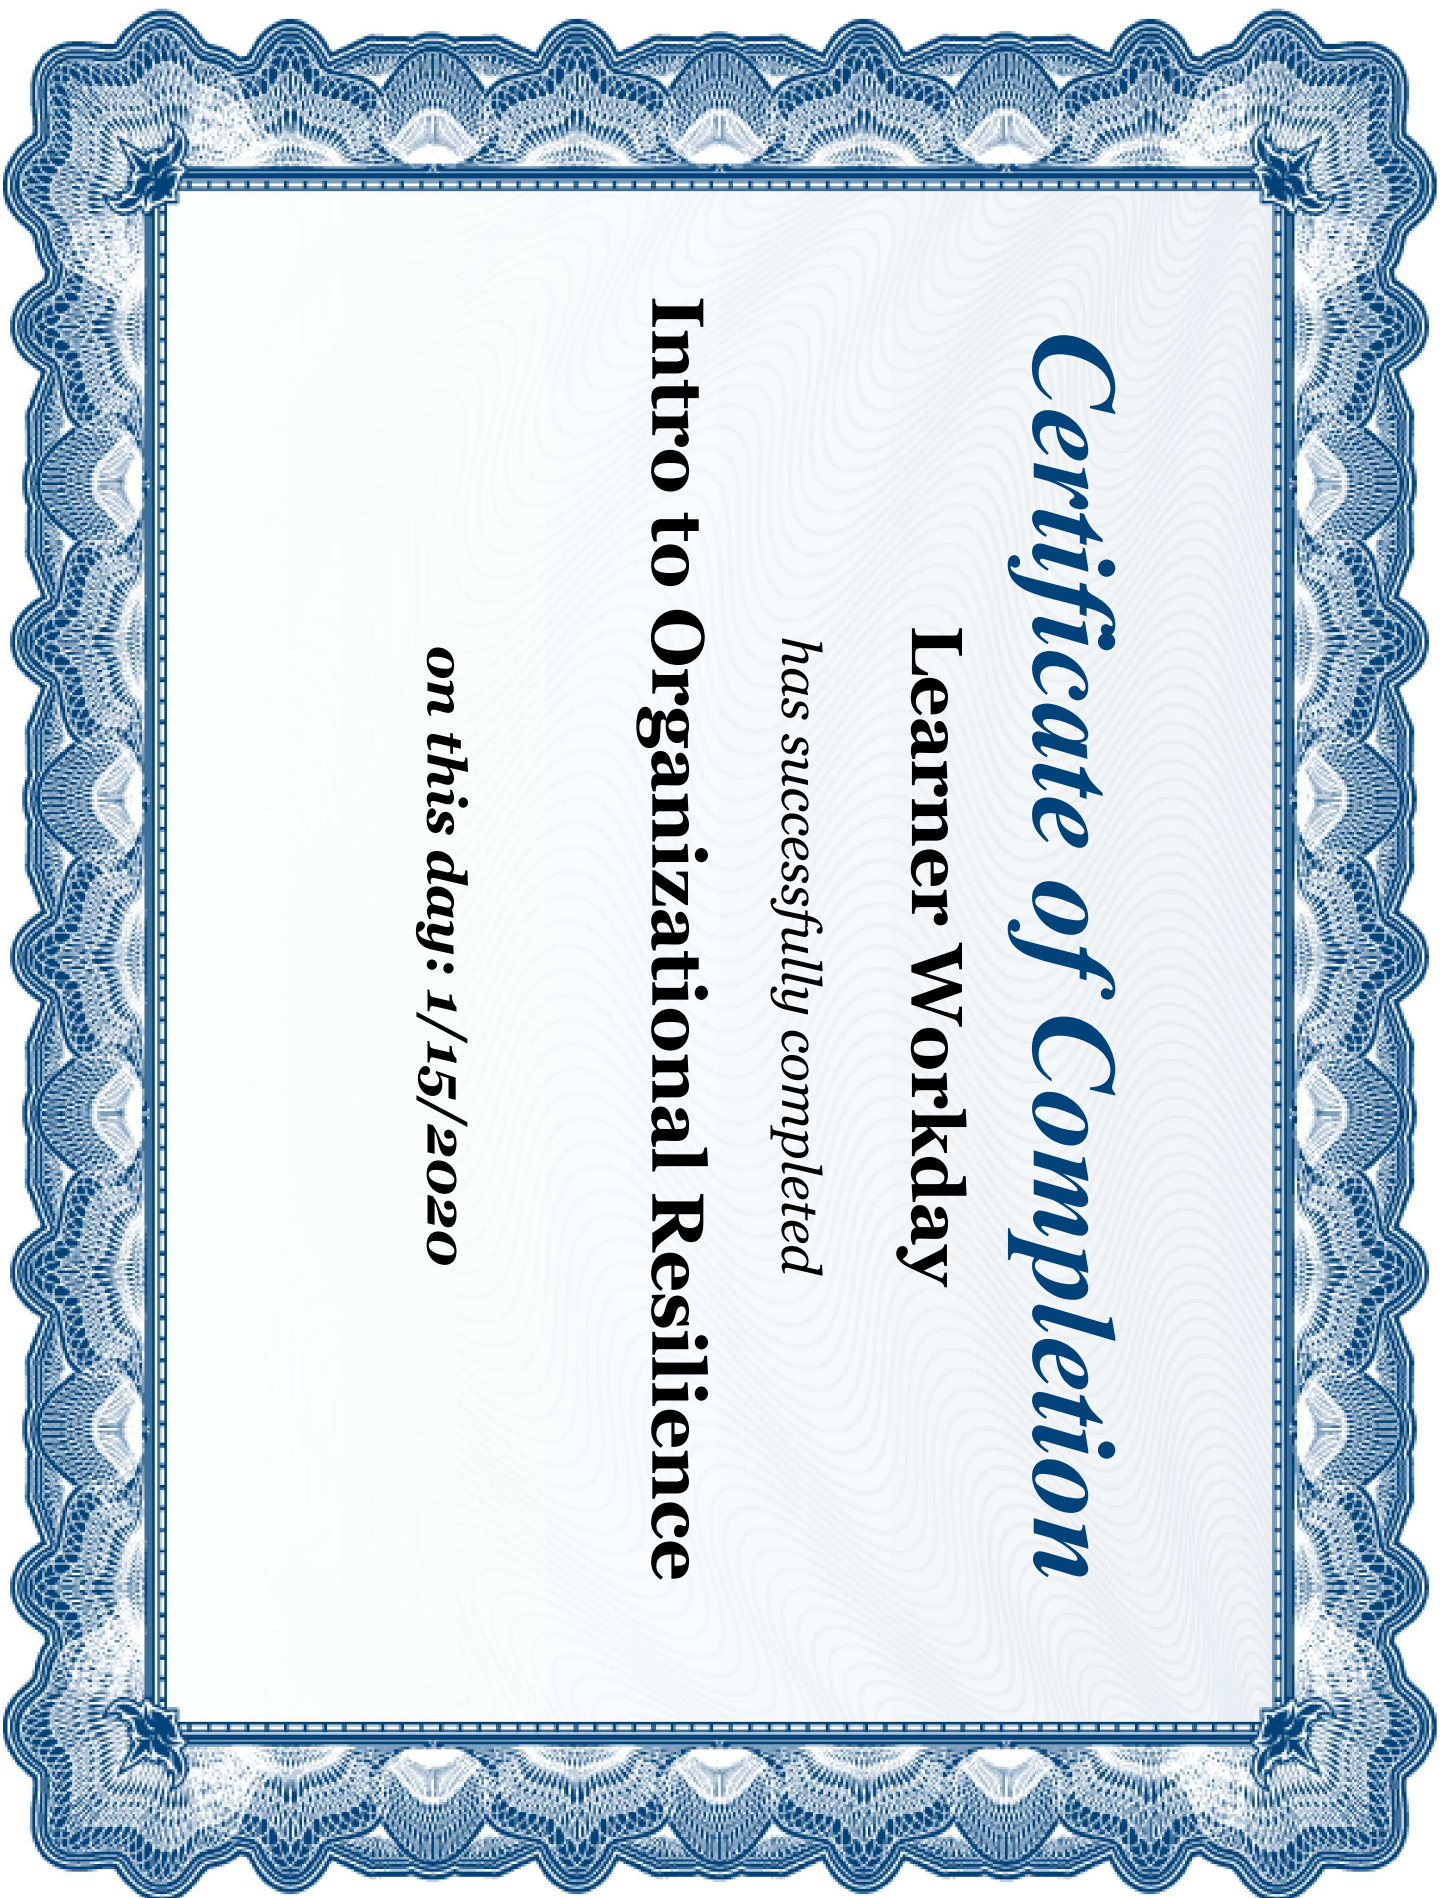 Certificate of Completion
Learner Workday
has successfully completed
Intro to Organizational Resilience
on this day: 1/15/2020